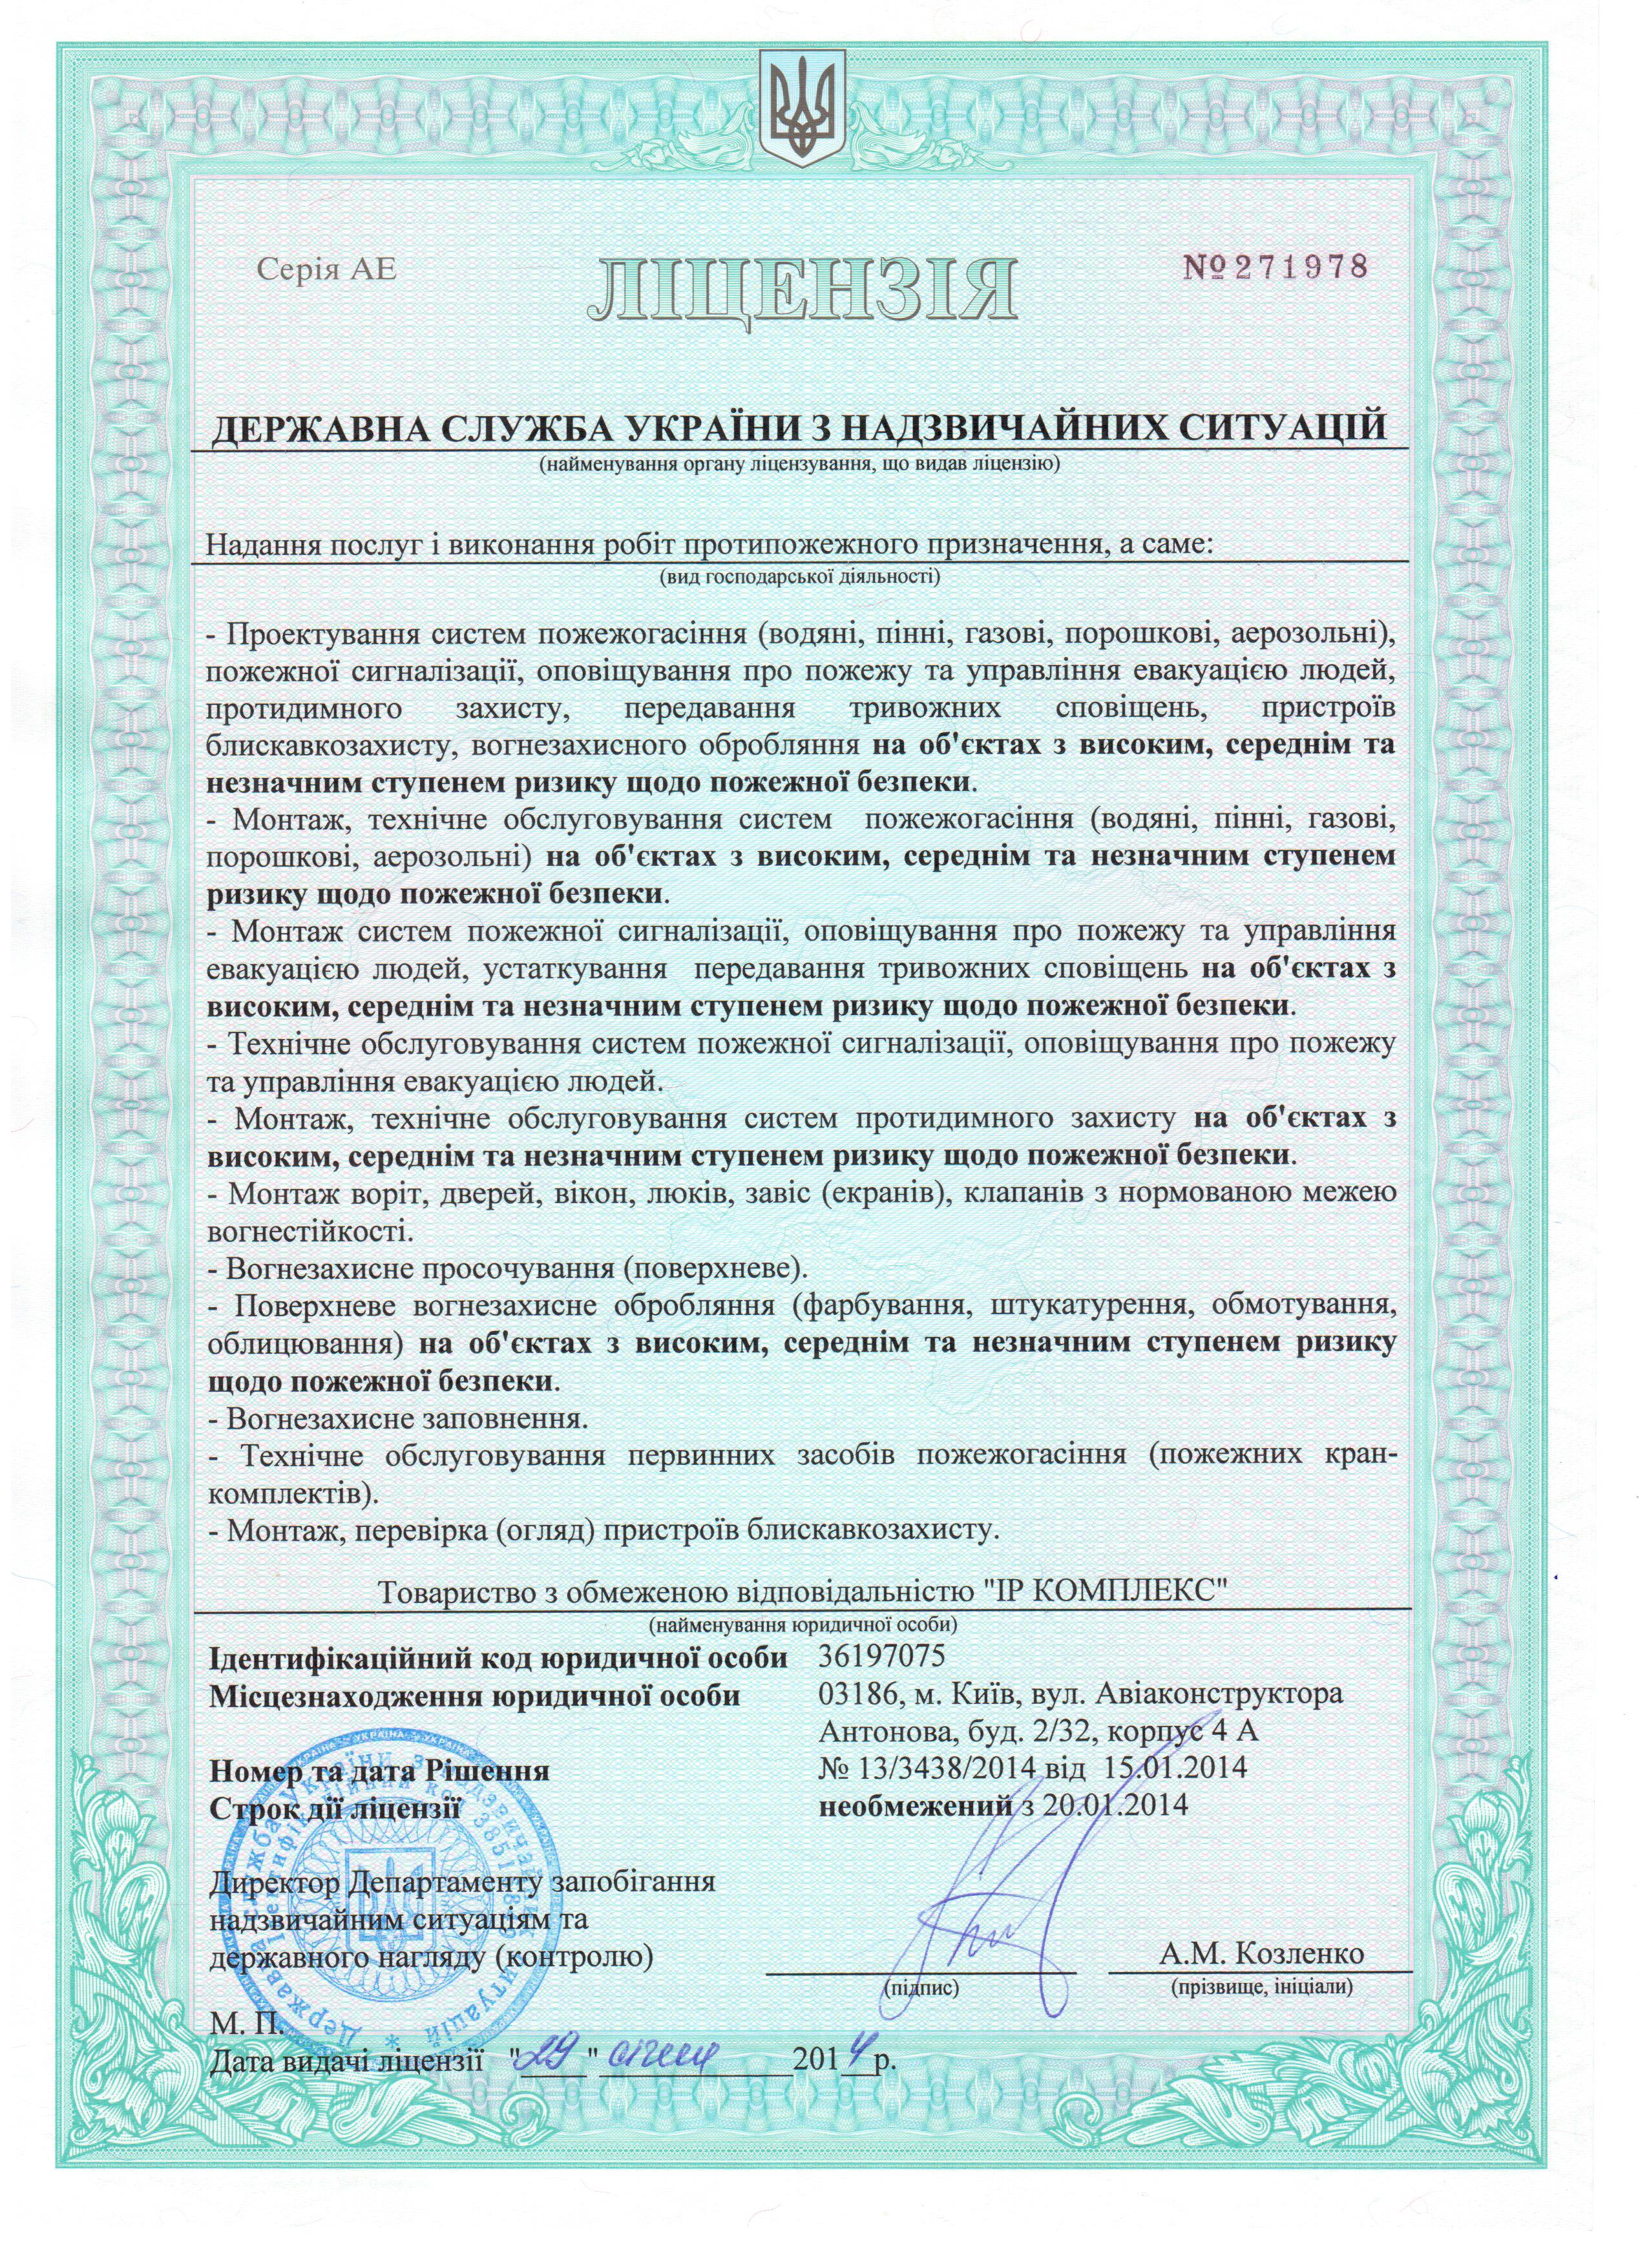 Серія АЕ
ЛІЦЕНЗІЯ
№271978
ДЕРЖАВНА СЛУЖБА УКРАЇНИ З НАДЗВИЧАЙНИХ СИТУАЦІЙ
(найменування органу ліцензування, що видав ліцензію)
Надання послуг і виконання робіт протипожежного призначення, а саме:
(вид господарської діяльності)
- Проектування систем пожежогасіння (водяні, пінні, газові, порошкові, аерозольні),
пожежної сигналізації, оповіщування про пожежу та управління евакуацією людей,
протидимного захисту, передавання тривожних сповіщень, пристроїв
блискавкозахисту, вогнезахисного обробляння на об'єктах з високим, середнім та
незначним ступенем ризику щодо пожежної безпеки.
- Монтаж, технічне обслуговування систем пожежогасіння (водяні, пінні, газові,
порошкові, аерозольні) на об'єктах з високим, середнім та незначним ступенем
ризику щодо пожежної безпеки.
- Монтаж систем пожежної сигналізації, оповіщування про пожежу та управління
евакуацією людей, устаткування передавання тривожних сповіщень на об'єктах з
високим, середнім та незначним ступенем ризику щодо пожежної безпеки.
- Технічне обслуговування систем пожежної сигналізації, оповіщування про пожежу
та управління евакуацією людей.
- Монтаж, технічне обслуговування систем протидимного захисту на об'єктах з
високим, середнім та незначним ступенем ризику щодо пожежної безпеки.
- Монтаж воріт, дверей, вікон, люків, завіс (екранів), клапанів з нормованою межею
вогнестійкості.
- Вогнезахисне просочування (поверхневе).
- Поверхневе вогнезахисне обробляння (фарбування, штукатурення, обмотування,
облицювання) на об'єктах з високим, середнім та незначним ступенем ризику
щодо пожежної безпеки.
- Вогнезахисне заповнення.
- Технічне обслуговування первинних засобів пожежогасіння (пожежних кран-
комплектів).
- Монтаж, перевірка (огляд) пристроїв блискавкозахисту.
Товариство з обмеженою відповідальністю "ІР КОМПЛЕКС"
(найменування юридичної особи)
Ідентифікаційний код юридичної особи 36197075
Місцезнаходження юридичної особи 03186, м. Київ, вул. Авіаконструктора
Антонова, буд. 2/32, корпус 4 А
Номер та дата Рішення № 13/3438/2014 від 15.01.2014
Строк дії ліцензії необмежений з 20.01.2014
Директор Департаменту запобігання
надзвичайним ситуаціям та
державного нагляду (контролю) А.М. Козленко
(підпис) (прізвище, ініціали)
М. П.
Дата видачі ліцензії "29" січня 2014 р.
Державна служба України з надзвичайних ситуацій